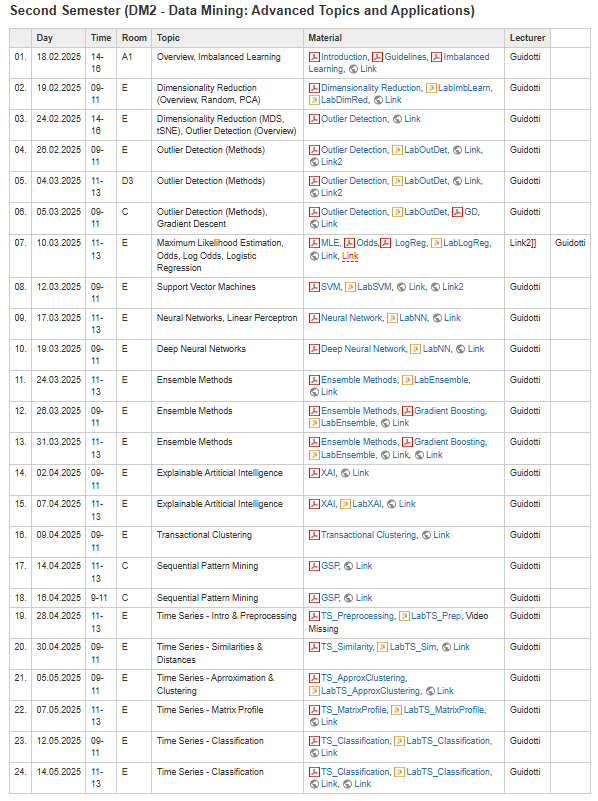 Second Semester (DM2 - Data Mining: Advanced Topics and Applications)
Day Time Room Topic Material Lecturer
01. 18.02.2025 14-16 A1 Overview, Imbalanced Learning Introduction, Guidelines, Imbalanced Learning, Link Guidotti
02. 19.02.2025 09-11 E Dimensionality Reduction (Overview, Random, PCA) Dimensionality Reduction, LabImbLearn, LabDimRed, Link Guidotti
03. 24.02.2025 14-16 E Dimensionality Reduction (MDS, tSNE), Outlier Detection (Overview) Outlier Detection, Link Guidotti
04. 26.02.2025 09-11 E Outlier Detection (Methods) Outlier Detection, LabOutDet, Link, Link2 Guidotti
05. 04.03.2025 11-13 D3 Outlier Detection (Methods) Outlier Detection, LabOutDet, Link, Link2 Guidotti
06. 05.03.2025 09-11 C Outlier Detection (Methods), Gradient Descent Outlier Detection, LabOutDet, GD, Link Guidotti
07. 10.03.2025 11-13 E Maximum Likelihood Estimation, Odds, Log Odds, Logistic Regression MLE, Odds, LogReg, LabLogReg, Link, Link Link2]] Guidotti
08. 12.03.2025 09-11 E Support Vector Machines SVM, LabSVM, Link, Link2 Guidotti
09. 17.03.2025 11-13 E Neural Networks, Linear Perceptron Neural Network, LabNN, Link Guidotti
10. 19.03.2025 09-11 E Deep Neural Networks Deep Neural Network, LabNN, Link Guidotti
11. 24.03.2025 11-13 E Ensemble Methods Ensemble Methods, LabEnsemble, Link Guidotti
12. 26.03.2025 09-11 E Ensemble Methods Ensemble Methods, Gradient Boosting, LabEnsemble, Link Guidotti
13. 31.03.2025 11-13 E Ensemble Methods Ensemble Methods, Gradient Boosting, LabEnsemble, Link, Link Guidotti
14. 02.04.2025 09-11 E Explainable Articicial Intelligence XAI, Link Guidotti
15. 07.04.2025 11-13 E Explainable Articicial Intelligence XAI, LabXAI, Link Guidotti
16. 09.04.2025 09-11 E Transactional Clustering Transactional Clustering, Link Guidotti
17. 14.04.2025 11-13 C Sequential Pattern Mining GSP, Link Guidotti
18. 16.04.2025 9-11 C Sequential Pattern Mining GSP, Link Guidotti
19. 28.04.2025 11-13 E Time Series - Intro & Preprocessing TS_Preprocessing, LabTS_Prep, Video Missing Guidotti
20. 30.04.2025 09-11 E Time Series - Similarities & Distances TS_Similarity, LabTS_Sim, Link Guidotti
21. 05.05.2025 09-11 E Time Series - Aprroximation & Clustering TS_ApproxClustering, LabTS_ApproxClustering, Link Guidotti
22. 07.05.2025 11-13 E Time Series - Matrix Profile TS_MatrixProfile, LabTS_MatrixProfile, Link Guidotti
23. 12.05.2025 09-11 E Time Series - Classification TS_Classification, LabTS_Classification, Link Guidotti
24. 14.05.2025 11-13 E Time Series - Classification TS_Classification, LabTS_Classification, Link, Link Guidotti